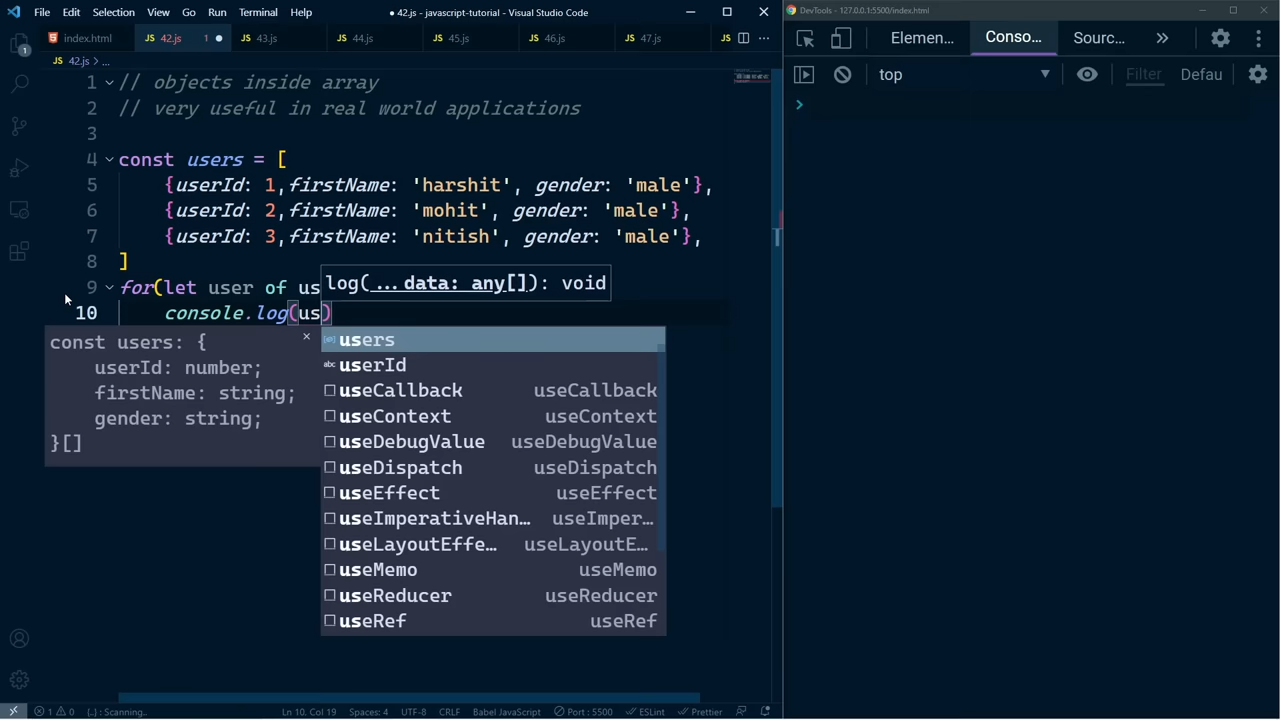 File Edit Selection View Go Run Terminal Help
● 42.js - javascript-tutorial - Visual Studio Code
DevTools - 127.0.0.1:5500/index.html
index.html
JS 42.js 1 ●
JS 43.js
JS 44.js
JS 45.js
JS 46.js
JS 47.js
JS
Elemen... Conso... Sourc...
JS 42.js > ...
top Filter Defau
1 // objects inside array
2 // very useful in real world applications
3
4 const users = [
5 {userId: 1,firstName: 'harshit', gender: 'male'},
6 {userId: 2,firstName: 'mohit', gender: 'male'},
7 {userId: 3,firstName: 'nitish', gender: 'male'},
8 ]
9 for(let user of us
log(...data: any[]): void
10 console.log(us)
const users: {
userId: number;
firstName: string;
gender: string;
}[]
users
abc userId
useCallback useCallback
useContext useContext
useDebugValue useDebugValue
useDispatch useDispatch
useEffect useEffect
useImperativeHan... useImper...
useLayoutEffe... useLayoutE...
useMemo useMemo
useReducer useReducer
useRef useRef
1 0 {..} : Scanning.. Ln 10, Col 19 Spaces: 4 UTF-8 CRLF Babel JavaScript Port : 5500 ESLint Prettier